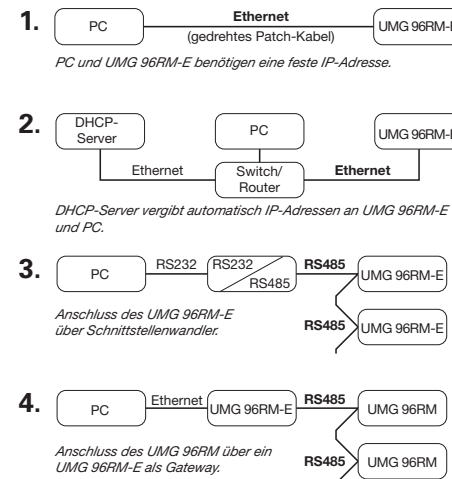 1.
PC
Ethernet
(gedrehtes Patch-Kabel)
UMG 96RM-E
PC und UMG 96RM-E benötigen eine feste IP-Adresse.
2.
DHCP-
Server
PC
UMG 96RM-E
Ethernet
Switch/
Router
Ethernet
DHCP-Server vergibt automatisch IP-Adressen an UMG 96RM-E
und PC.
3.
PC
RS232
RS232
RS485
RS485
UMG 96RM-E
Anschluss des UMG 96RM-E
über Schnittstellenwandler.
RS485
UMG 96RM-E
4.
PC
Ethernet
UMG 96RM-E
RS485
UMG 96RM
Anschluss des UMG 96RM über ein
UMG 96RM-E als Gateway.
RS485
UMG 96RM